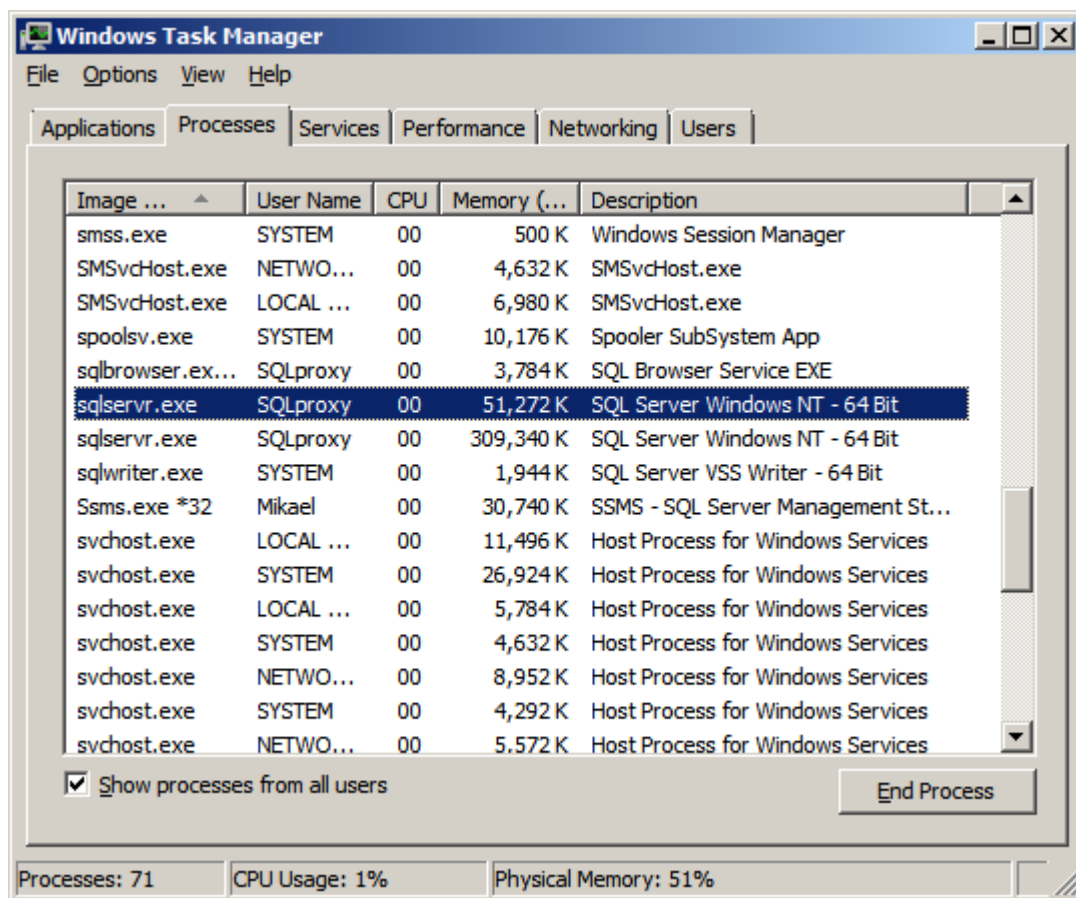 Windows Task Manager
File Options View Help
Applications Processes Services Performance Networking Users
Image ... User Name CPU Memory (... Description
smss.exe SYSTEM 00 500 K Windows Session Manager
SMSvcHost.exe NETWO... 00 4,632 K SMSvcHost.exe
SMSvcHost.exe LOCAL ... 00 6,980 K SMSvcHost.exe
spoolsv.exe SYSTEM 00 10,176 K Spooler SubSystem App
sqlbrowser.ex... SQLproxy 00 3,784 K SQL Browser Service EXE
sqlservr.exe SQLproxy 00 51,272 K SQL Server Windows NT - 64 Bit
sqlservr.exe SQLproxy 00 309,340 K SQL Server Windows NT - 64 Bit
sqlwriter.exe SYSTEM 00 1,944 K SQL Server VSS Writer - 64 Bit
Ssms.exe *32 Mikael 00 30,740 K SSMS - SQL Server Management St...
svchost.exe LOCAL ... 00 11,496 K Host Process for Windows Services
svchost.exe SYSTEM 00 26,924 K Host Process for Windows Services
svchost.exe LOCAL ... 00 5,784 K Host Process for Windows Services
svchost.exe SYSTEM 00 4,632 K Host Process for Windows Services
svchost.exe NETWO... 00 8,952 K Host Process for Windows Services
svchost.exe SYSTEM 00 4,292 K Host Process for Windows Services
svchost.exe NETWO... 00 5,572 K Host Process for Windows Services
Show processes from all users
End Process
Processes: 71 CPU Usage: 1% Physical Memory: 51%